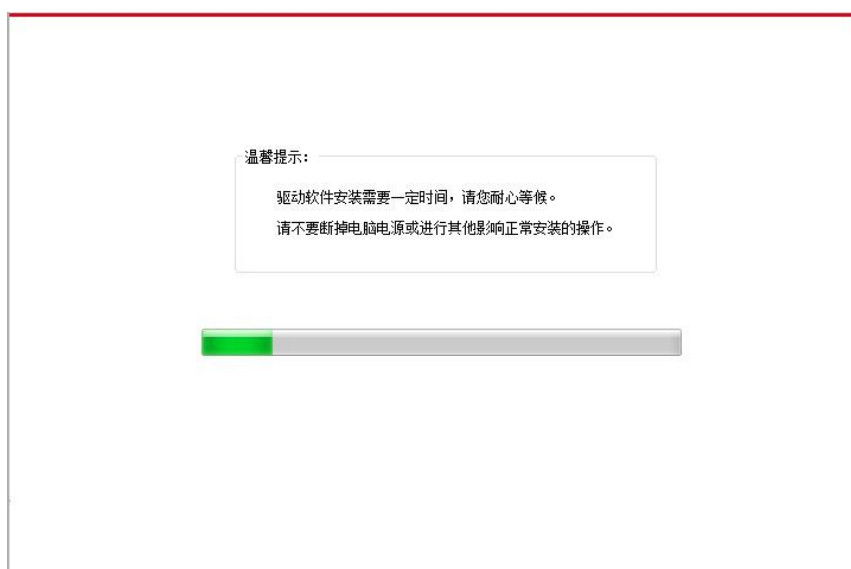 温馨提示：
驱动软件安装需要一定时间，请您耐心等候。
请不要断掉电脑电源或进行其他影响正常安装的操作。